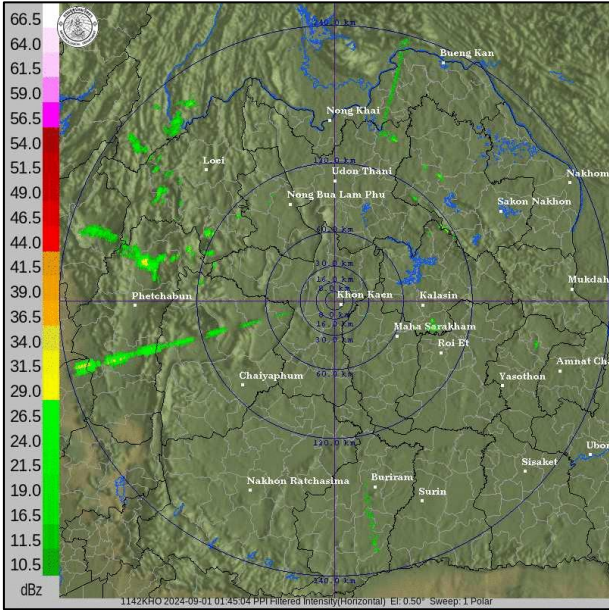 66.5
64.0
61.5
59.0
56.5
54.0
51.5
49.0
46.5
44.0
41.5
39.0
36.5
34.0
31.5
29.0
26.5
24.0
21.5
19.0
16.5
14.0
11.5
10.5
dBz
Bueng Kan
Nong Khai
120.0 km
Loei
Udon Thani
Nakhom
Nong Bua Lam Phu
Sakon Nakhon
Mukdah
Phetchabun
Khon Kaen
Kalasin
Maha Sarakham
Roi Et
60.0 km
Amnat Cha
Chaiyaphum
Yasothon
120.0 km
Ubon
Sisaket
Nakhon Ratchasima
Buriram
Surin
1142KHO 2024-09-01 01:45:04 PPI Filtered Intensity(Horizontal) El: 0.50° Sweep: 1 Polar